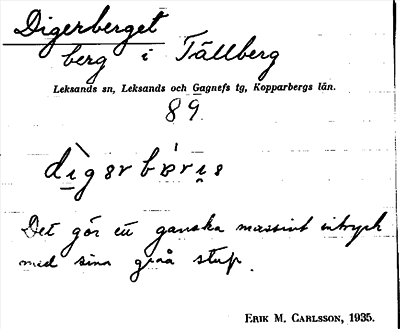 Digerberget
berg i Tällberg
Leksands sn, Leksands och Gagnefs tg, Kopparbergs län.
89
Det gör ett ganska massivt intryck
med sina grå stup.
ERIK M. CARLSSON, 1935.